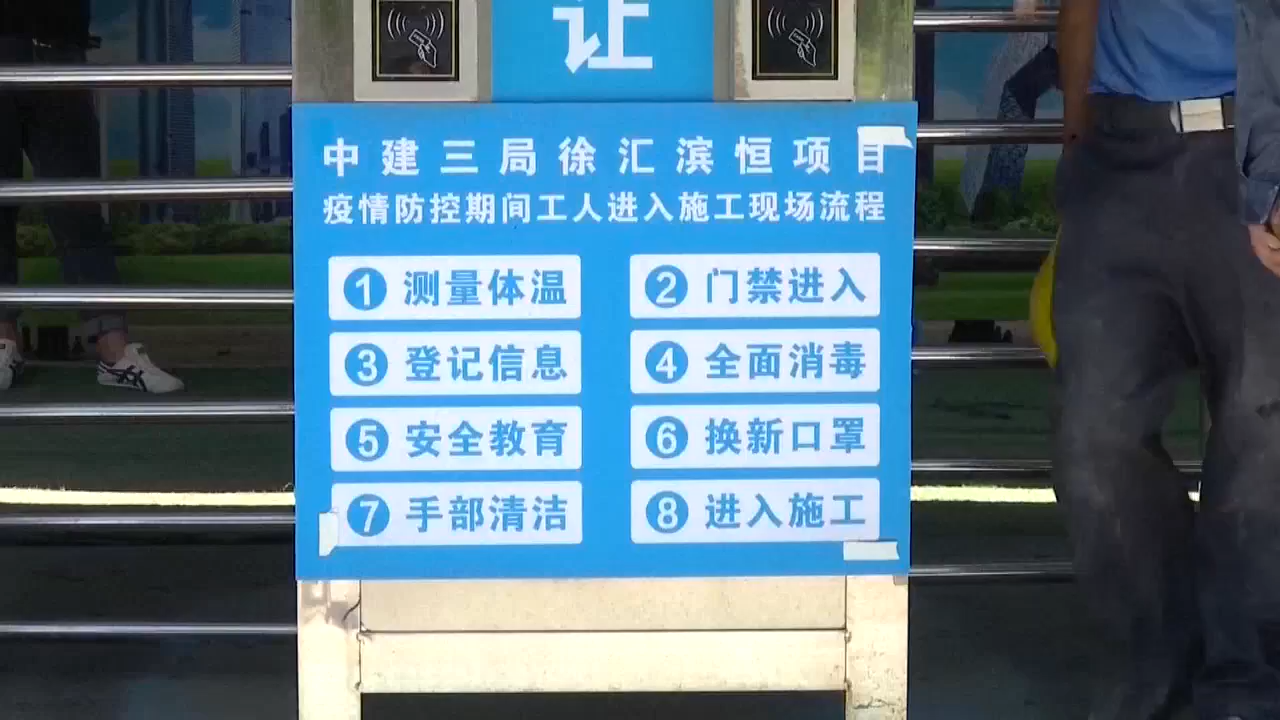 让
中建三局徐汇滨恒项目
疫情防控期间工人进入施工现场流程
1 测量体温
2 门禁进入
3 登记信息
4 全面消毒
5 安全教育
6 换新口罩
7 手部清洁
8 进入施工